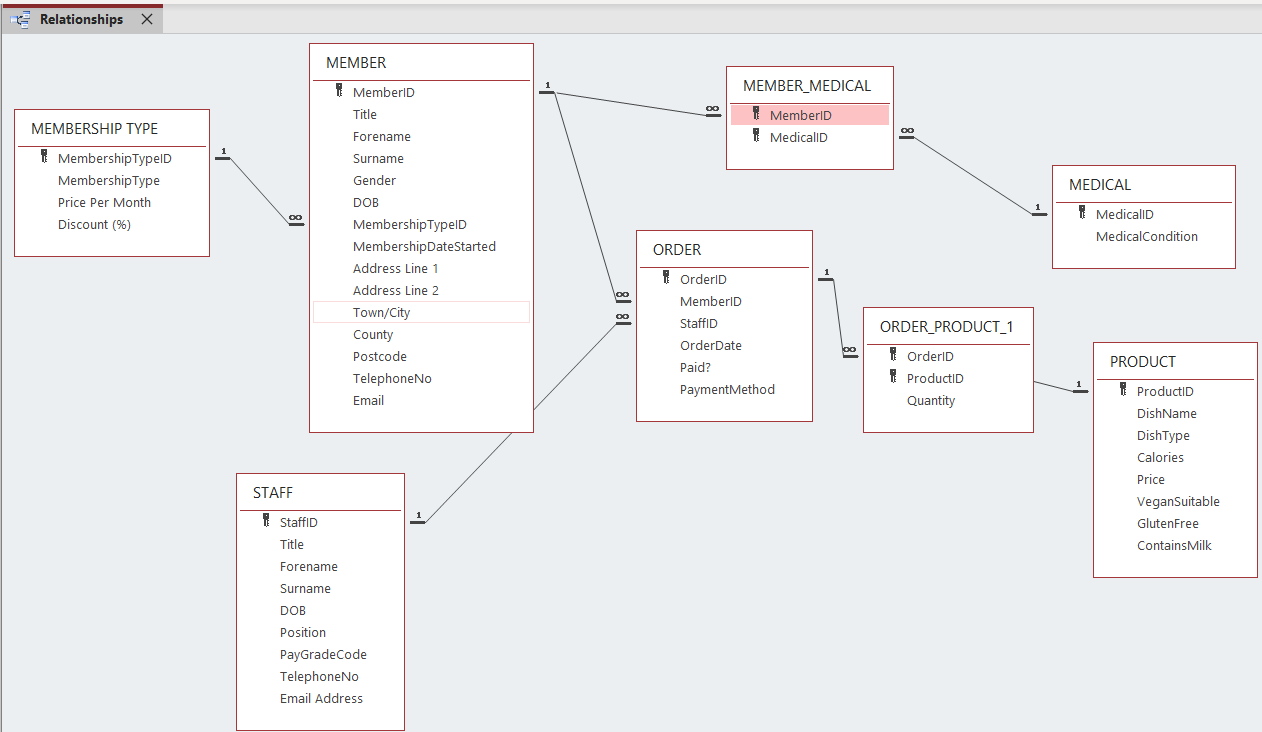 Relationships
MEMBERSHIP TYPE
MembershipTypeID
MembershipType
Price Per Month
Discount (%)
1
∞
MEMBER
MemberID
Title
Forename
Surname
Gender
DOB
MembershipTypeID
MembershipDateStarted
Address Line 1
Address Line 2
Town/City
County
Postcode
TelephoneNo
Email
1
∞
MEMBER_MEDICAL
MemberID
MedicalID
∞
1
MEDICAL
MedicalID
MedicalCondition
∞
∞
ORDER
OrderID
MemberID
StaffID
OrderDate
Paid?
PaymentMethod
1
∞
ORDER_PRODUCT_1
OrderID
ProductID
Quantity
1
PRODUCT
ProductID
DishName
DishType
Calories
Price
VeganSuitable
GlutenFree
ContainsMilk
STAFF
StaffID
Title
Forename
Surname
DOB
Position
PayGradeCode
TelephoneNo
Email Address
1